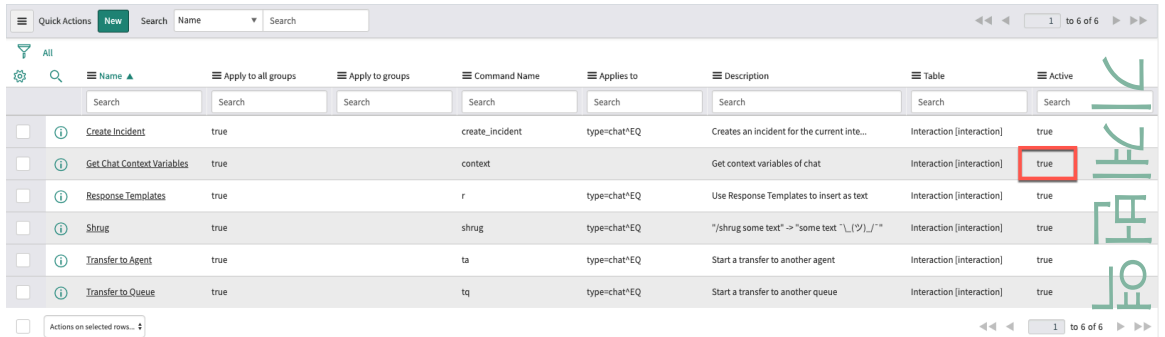 Quick Actions New Search Name Search 1 to 6 of 6
All
Name Apply to all groups Apply to groups Command Name Applies to Description Table Active
Search Search Search Search Search Search Search Search
Create Incident true create_incident type=chat^EQ Creates an incident for the current inte... Interaction [interaction] true
Get Chat Context Variables true context Get context variables of chat Interaction [interaction] true
Response Templates true r type=chat^EQ Use Response Templates to insert as text Interaction [interaction] true
Shrug true shrug type=chat^EQ "/shrug some text" -> "some text ¯\_(ツ)_/¯" Interaction [interaction] true
Transfer to Agent true ta type=chat^EQ Start a transfer to another agent Interaction [interaction] true
Transfer to Queue true tq type=chat^EQ Start a transfer to another queue Interaction [interaction] true
Actions on selected rows... 1 to 6 of 6
기계번역